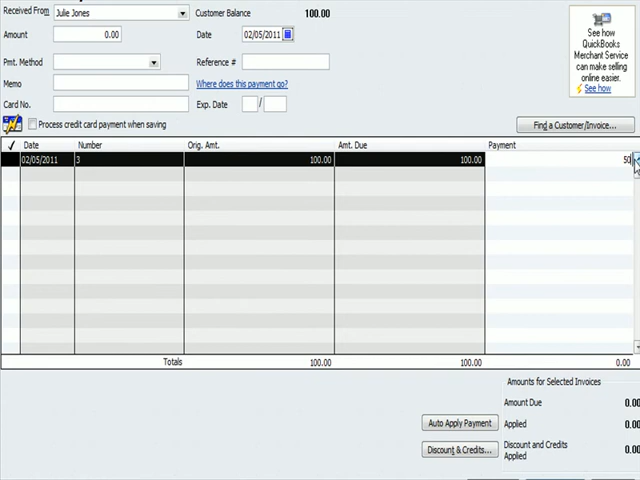 Received From Julie Jones Customer Balance 100.00
Amount 0.00 Date 02/05/2011
Pmt. Method Reference #
Memo Where does this payment go?
Card No. Exp. Date /
Process credit card payment when saving
See how
QuickBooks
Merchant Service
can make selling
online easier.
See how
Find a Customer/Invoice...
✓ Date Number Orig. Amt. Amt. Due Payment
02/05/2011 3 100.00 100.00 50
Totals 100.00 100.00 0.00
Amounts for Selected Invoices
Amount Due 0.00
Auto Apply Payment Applied 0.00
Discount & Credits... Discount and Credits
Applied 0.00